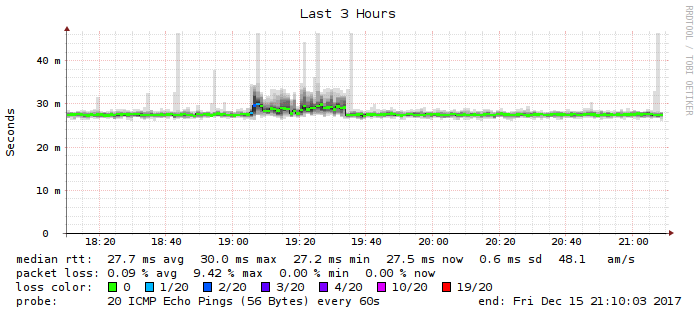 Last 3 Hours
RRDTOOL / TOBI OETIKER
Seconds
40 m
30 m
20 m
10 m
0
18:20 18:40 19:00 19:20 19:40 20:00 20:20 20:40 21:00
median rtt: 27.7 ms avg 30.0 ms max 27.2 ms min 27.5 ms now 0.6 ms sd 48.1 am/s
packet loss: 0.09 % avg 9.42 % max 0.00 % min 0.00 % now
loss color: 0 1/20 2/20 3/20 4/20 10/20 19/20
probe: 20 ICMP Echo Pings (56 Bytes) every 60s end: Fri Dec 15 21:10:03 2017